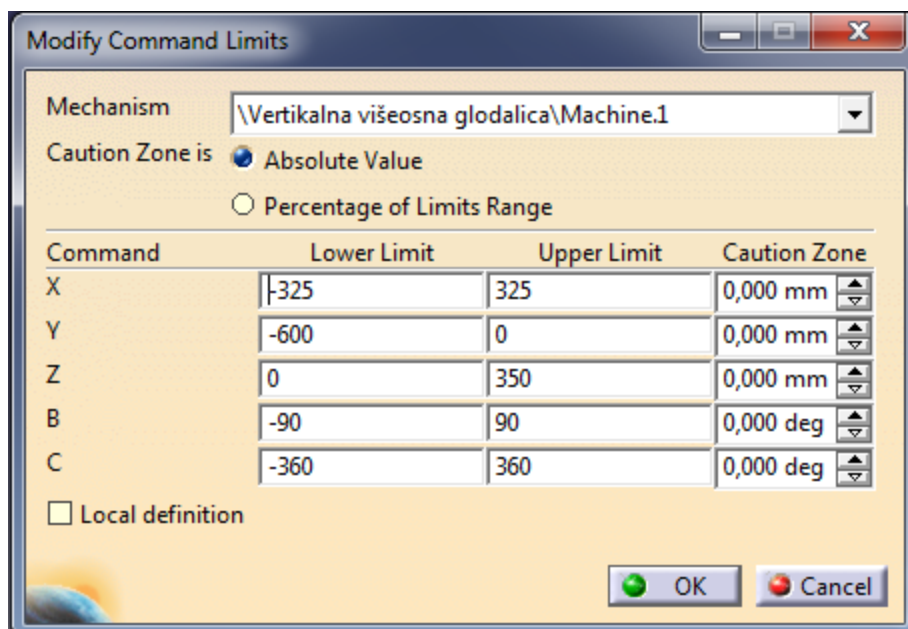 Modify Command Limits
Mechanism \Vertikalna višeosna glodalica\Machine.1
Caution Zone is Absolute Value
Percentage of Limits Range
Command Lower Limit Upper Limit Caution Zone
X -325 325 0,000 mm
Y -600 0 0,000 mm
Z 0 350 0,000 mm
B -90 90 0,000 deg
C -360 360 0,000 deg
Local definition
OK Cancel